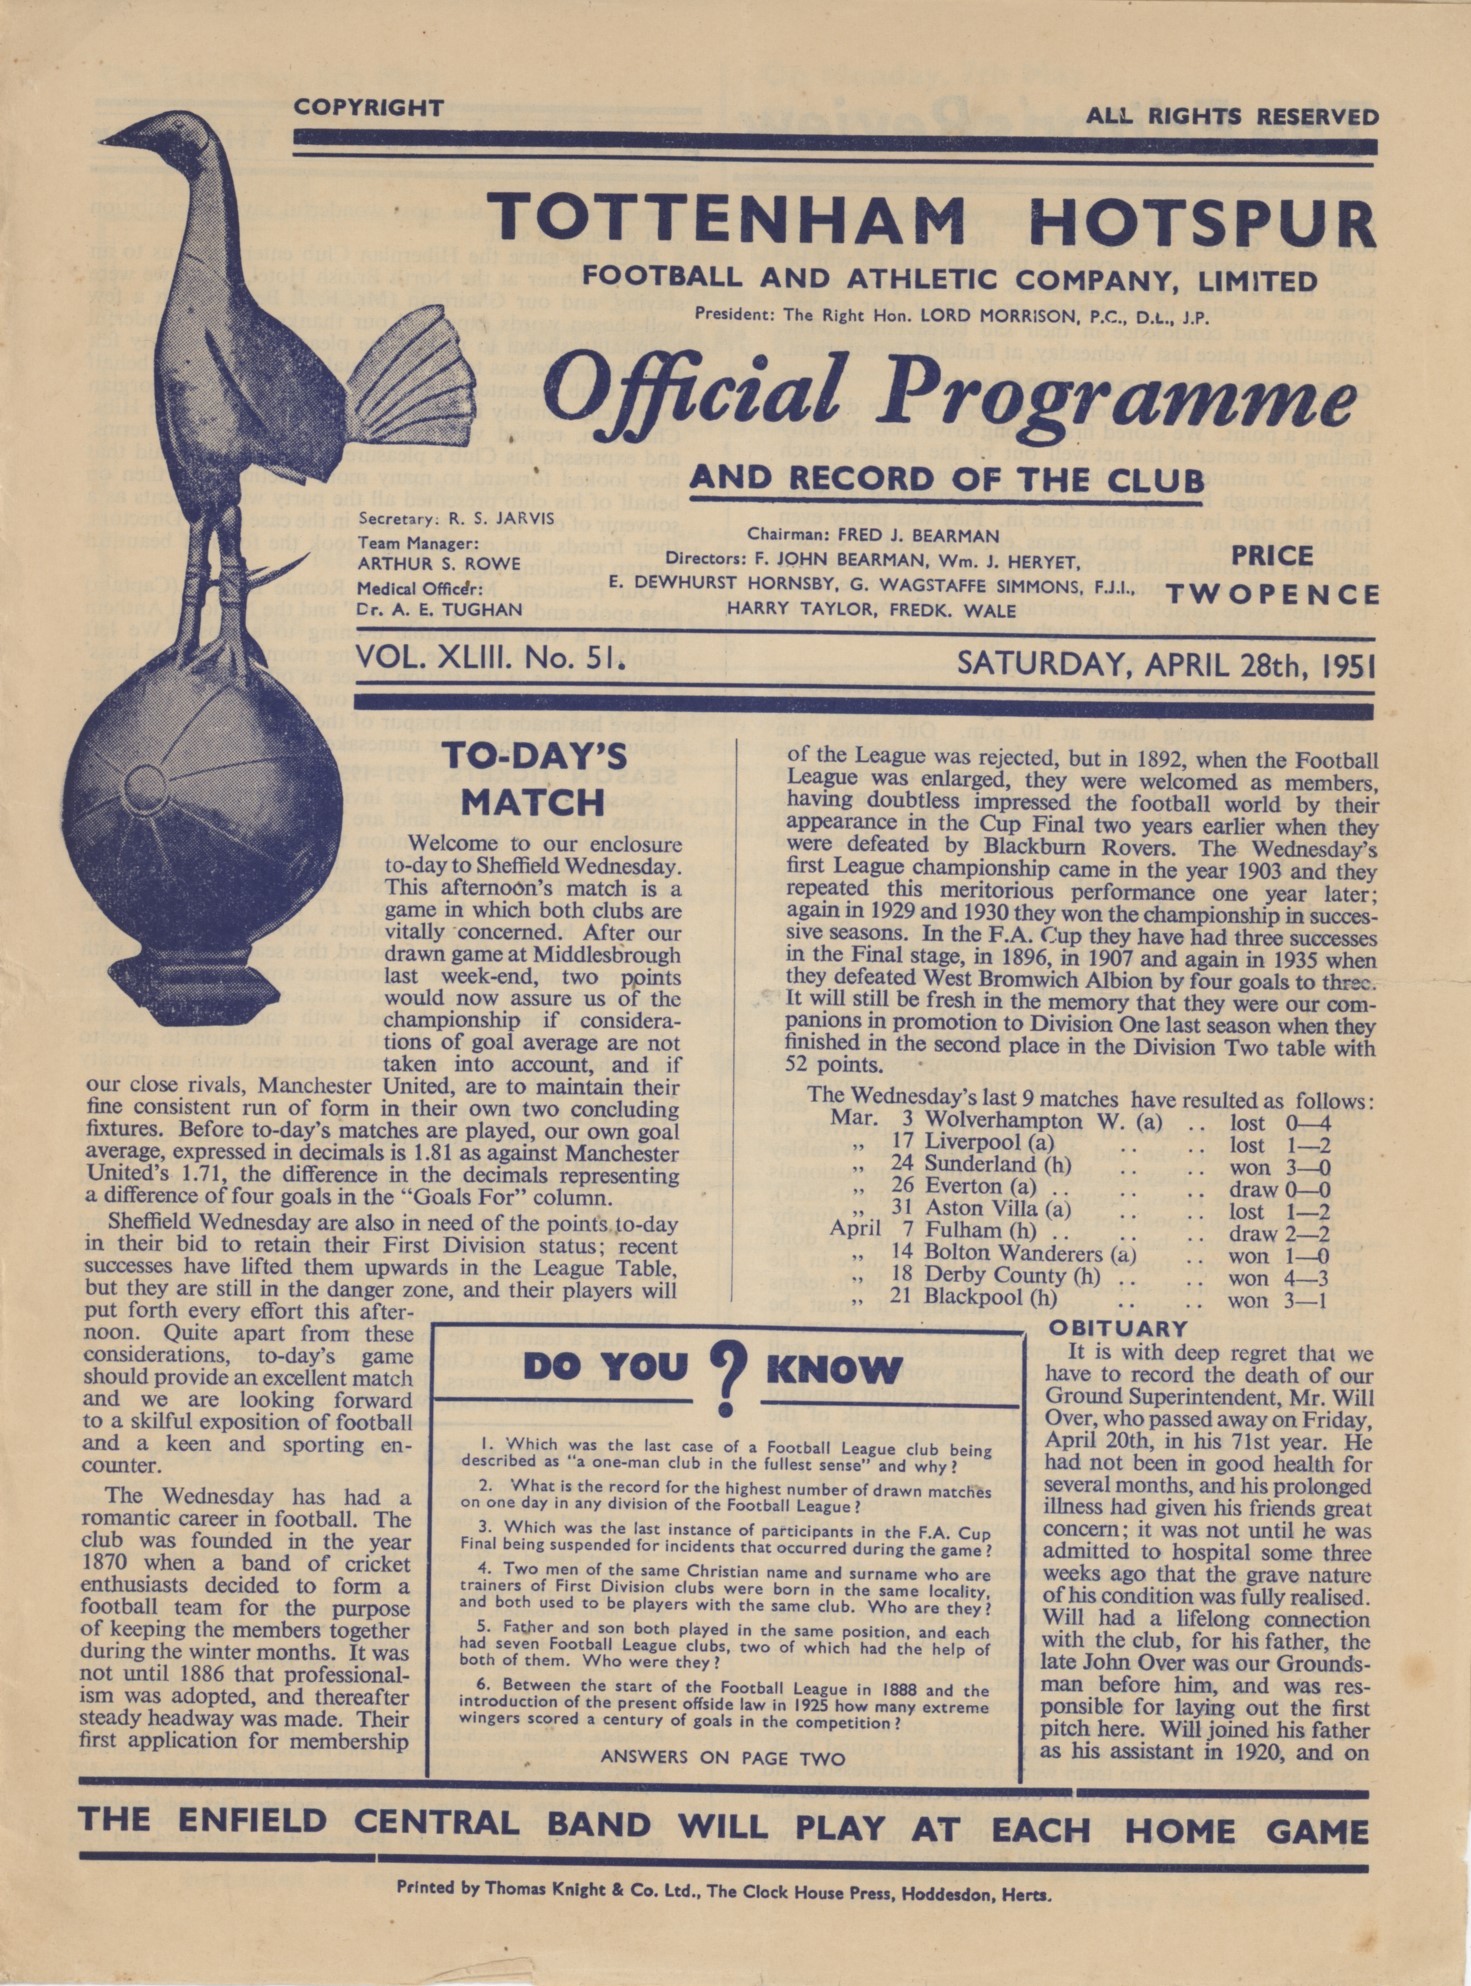 COPYRIGHT
ALL RIGHTS RESERVED
TOTTENHAM HOTSPUR
FOOTBALL AND ATHLETIC COMPANY, LIMITED
President: The Right Hon. LORD MORRISON, P.C., D.L., J.P.
Official Programme
AND RECORD OF THE CLUB
Secretary: R. S. JARVIS
Team Manager:
ARTHUR S. ROWE
Medical Officer:
Dr. A. E. TUGHAN
Chairman: FRED J. BEARMAN
Directors: F. JOHN BEARMAN, Wm. J. HERYET,
E. DEWHURST HORNSBY, G. WAGSTAFFE SIMMONS, F.J.I.,
HARRY TAYLOR, FREDK. WALE
PRICE
TWOPENCE
VOL. XLIII. No. 51.
SATURDAY, APRIL 28th, 1951
TO-DAY'S
MATCH
Welcome to our enclosure
to-day to Sheffield Wednesday.
This afternoon's match is a
game in which both clubs are
vitally concerned. After our
drawn game at Middlesbrough
last week-end, two points
would now assure us of the
championship if considera-
tions of goal average are not
taken into account, and if
our close rivals, Manchester United, are to maintain their
fine consistent run of form in their own two concluding
fixtures. Before to-day's matches are played, our own goal
average, expressed in decimals is 1.81 as against Manchester
United's 1.71, the difference in the decimals representing
a difference of four goals in the "Goals For" column.
Sheffield Wednesday are also in need of the points to-day
in their bid to retain their First Division status; recent
successes have lifted them upwards in the League Table,
but they are still in the danger zone, and their players will
put forth every effort this after-
noon. Quite apart from these
considerations, to-day's game
should provide an excellent match
and we are looking forward
to a skilful exposition of football
and a keen and sporting en-
counter.
The Wednesday has had a
romantic career in football. The
club was founded in the year
1870 when a band of cricket
enthusiasts decided to form a
football team for the purpose
of keeping the members together
during the winter months. It was
not until 1886 that professional-
ism was adopted, and thereafter
steady headway was made. Their
first application for membership
of the League was rejected, but in 1892, when the Football
League was enlarged, they were welcomed as members,
having doubtless impressed the football world by their
appearance in the Cup Final two years earlier when they
were defeated by Blackburn Rovers. The Wednesday's
first League championship came in the year 1903 and they
repeated this meritorious performance one year later;
again in 1929 and 1930 they won the championship in succes-
sive seasons. In the F.A. Cup they have had three successes
in the Final stage, in 1896, in 1907 and again in 1935 when
they defeated West Bromwich Albion by four goals to three.
It will still be fresh in the memory that they were our com-
panions in promotion to Division One last season when they
finished in the second place in the Division Two table with
52 points.
The Wednesday's last 9 matches have resulted as follows:
Mar. 3 Wolverhampton W. (a) .. lost 0—4
,, 17 Liverpool (a) .. .. lost 1—2
,, 24 Sunderland (h) .. .. won 3—0
,, 26 Everton (a) .. .. .. draw 0—0
,, 31 Aston Villa (a) .. .. lost 1—2
April 7 Fulham (h) .. .. .. draw 2—2
,, 14 Bolton Wanderers (a) .. won 1—0
,, 18 Derby County (h) .. .. won 4—3
,, 21 Blackpool (h) .. .. won 3—1
DO YOU ? KNOW
1. Which was the last case of a Football League club being
described as "a one-man club in the fullest sense" and why?
2. What is the record for the highest number of drawn matches
on one day in any division of the Football League?
3. Which was the last instance of participants in the F.A. Cup
Final being suspended for incidents that occurred during the game?
4. Two men of the same Christian name and surname who are
trainers of First Division clubs were born in the same locality,
and both used to be players with the same club. Who are they?
5. Father and son both played in the same position, and each
had seven Football League clubs, two of which had the help of
both of them. Who were they?
6. Between the start of the Football League in 1888 and the
introduction of the present offside law in 1925 how many extreme
wingers scored a century of goals in the competition?
ANSWERS ON PAGE TWO
OBITUARY
It is with deep regret that we
have to record the death of our
Ground Superintendent, Mr. Will
Over, who passed away on Friday,
April 20th, in his 71st year. He
had not been in good health for
several months, and his prolonged
illness had given his friends great
concern; it was not until he was
admitted to hospital some three
weeks ago that the grave nature
of his condition was fully realised.
Will had a lifelong connection
with the club, for his father, the
late John Over was our Grounds-
man before him, and was res-
ponsible for laying out the first
pitch here. Will joined his father
as his assistant in 1920, and on
THE ENFIELD CENTRAL BAND WILL PLAY AT EACH HOME GAME
Printed by Thomas Knight & Co. Ltd., The Clock House Press, Hoddesdon, Herts.